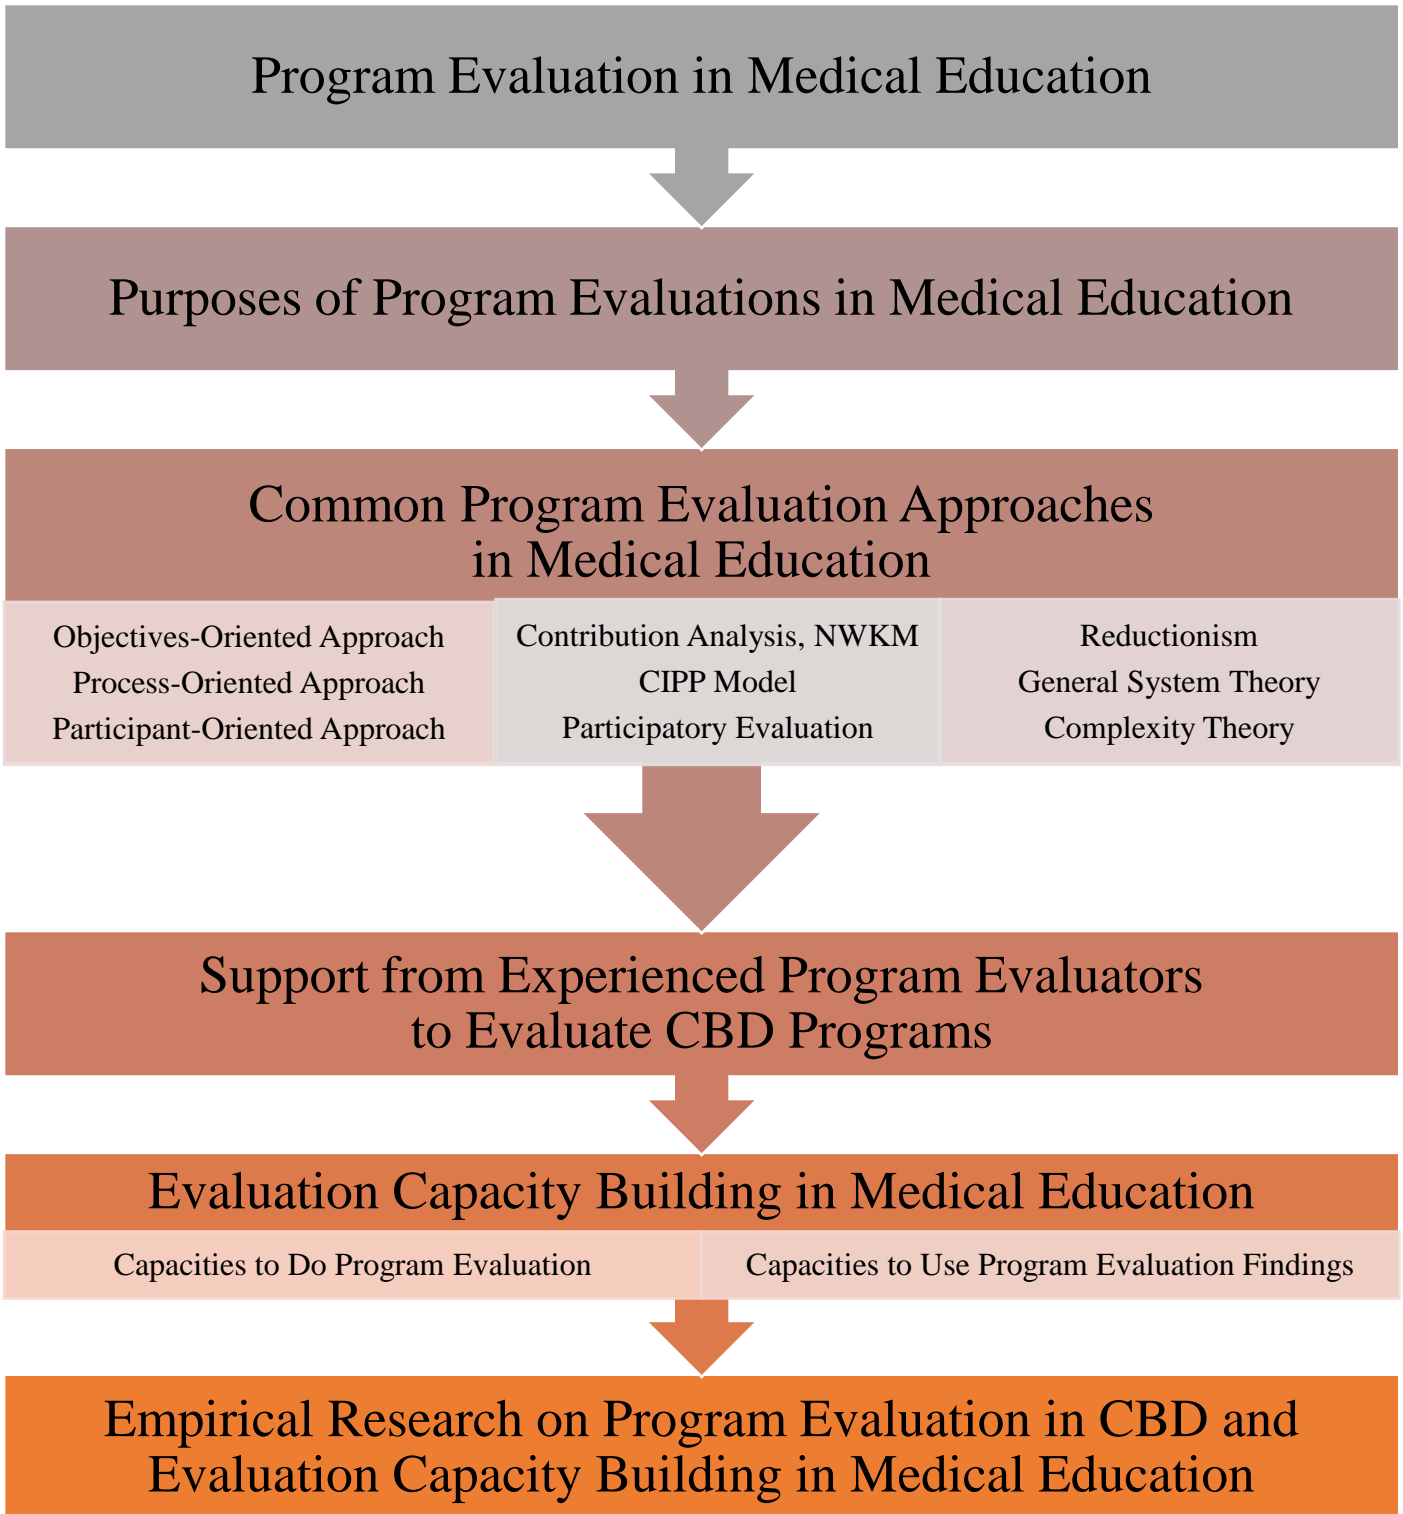 Program Evaluation in Medical Education
Purposes of Program Evaluations in Medical Education
Common Program Evaluation Approaches
in Medical Education
Objectives-Oriented Approach
Process-Oriented Approach
Participant-Oriented Approach
Contribution Analysis, NWKM
CIPP Model
Participatory Evaluation
Reductionism
General System Theory
Complexity Theory
Support from Experienced Program Evaluators
to Evaluate CBD Programs
Evaluation Capacity Building in Medical Education
Capacities to Do Program Evaluation
Capacities to Use Program Evaluation Findings
Empirical Research on Program Evaluation in CBD and
Evaluation Capacity Building in Medical Education